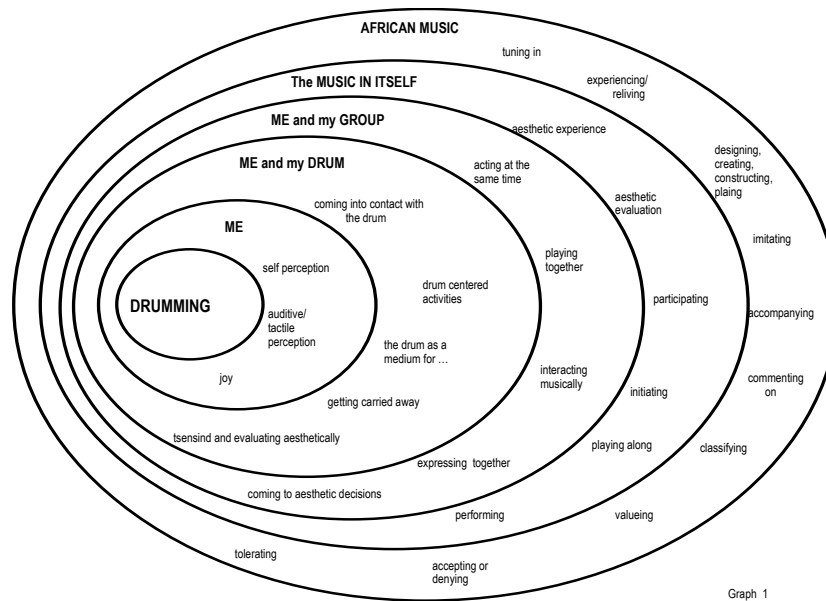 AFRICAN MUSIC
tuning in
experiencing/
reliving
The MUSIC IN ITSELF
ME and my GROUP
aesthetic experience
designing,
creating,
constructing,
plaing
ME and my DRUM
acting at the
same time
aesthetic
evaluation
coming into contact with
the drum
ME
imitating
playing
together
self perception
drum centered
activities
DRUMMING
participating
accompanying
auditive/
tactile
perception
the drum as a
medium for …
joy
interacting
musically
commenting
on
getting carried away
initiating
tsensind and evaluating aesthetically
playing along
classifying
expressing together
coming to aesthetic decisions
performing
valueing
tolerating
accepting or
denying
Graph 1